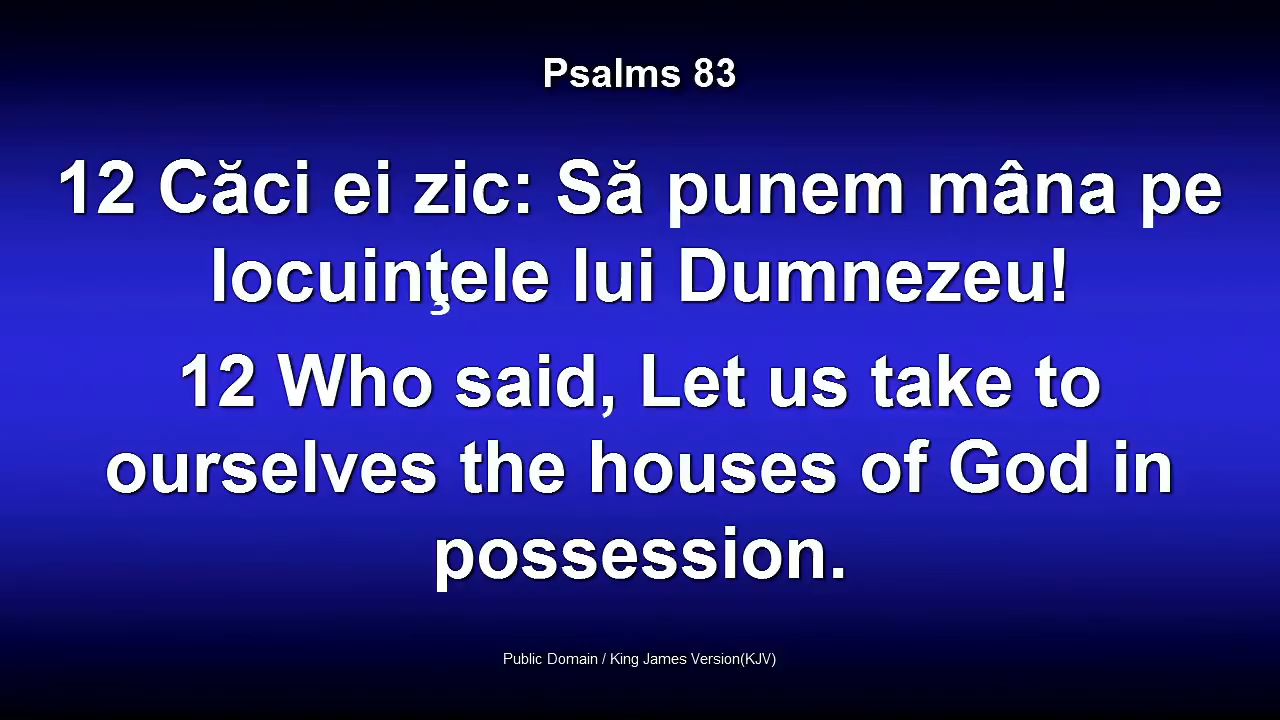 Psalms 83
12 Căci ei zic: Să punem mâna pe
locuinţele lui Dumnezeu!
12 Who said, Let us take to
ourselves the houses of God in
possession.
Public Domain / King James Version(KJV)